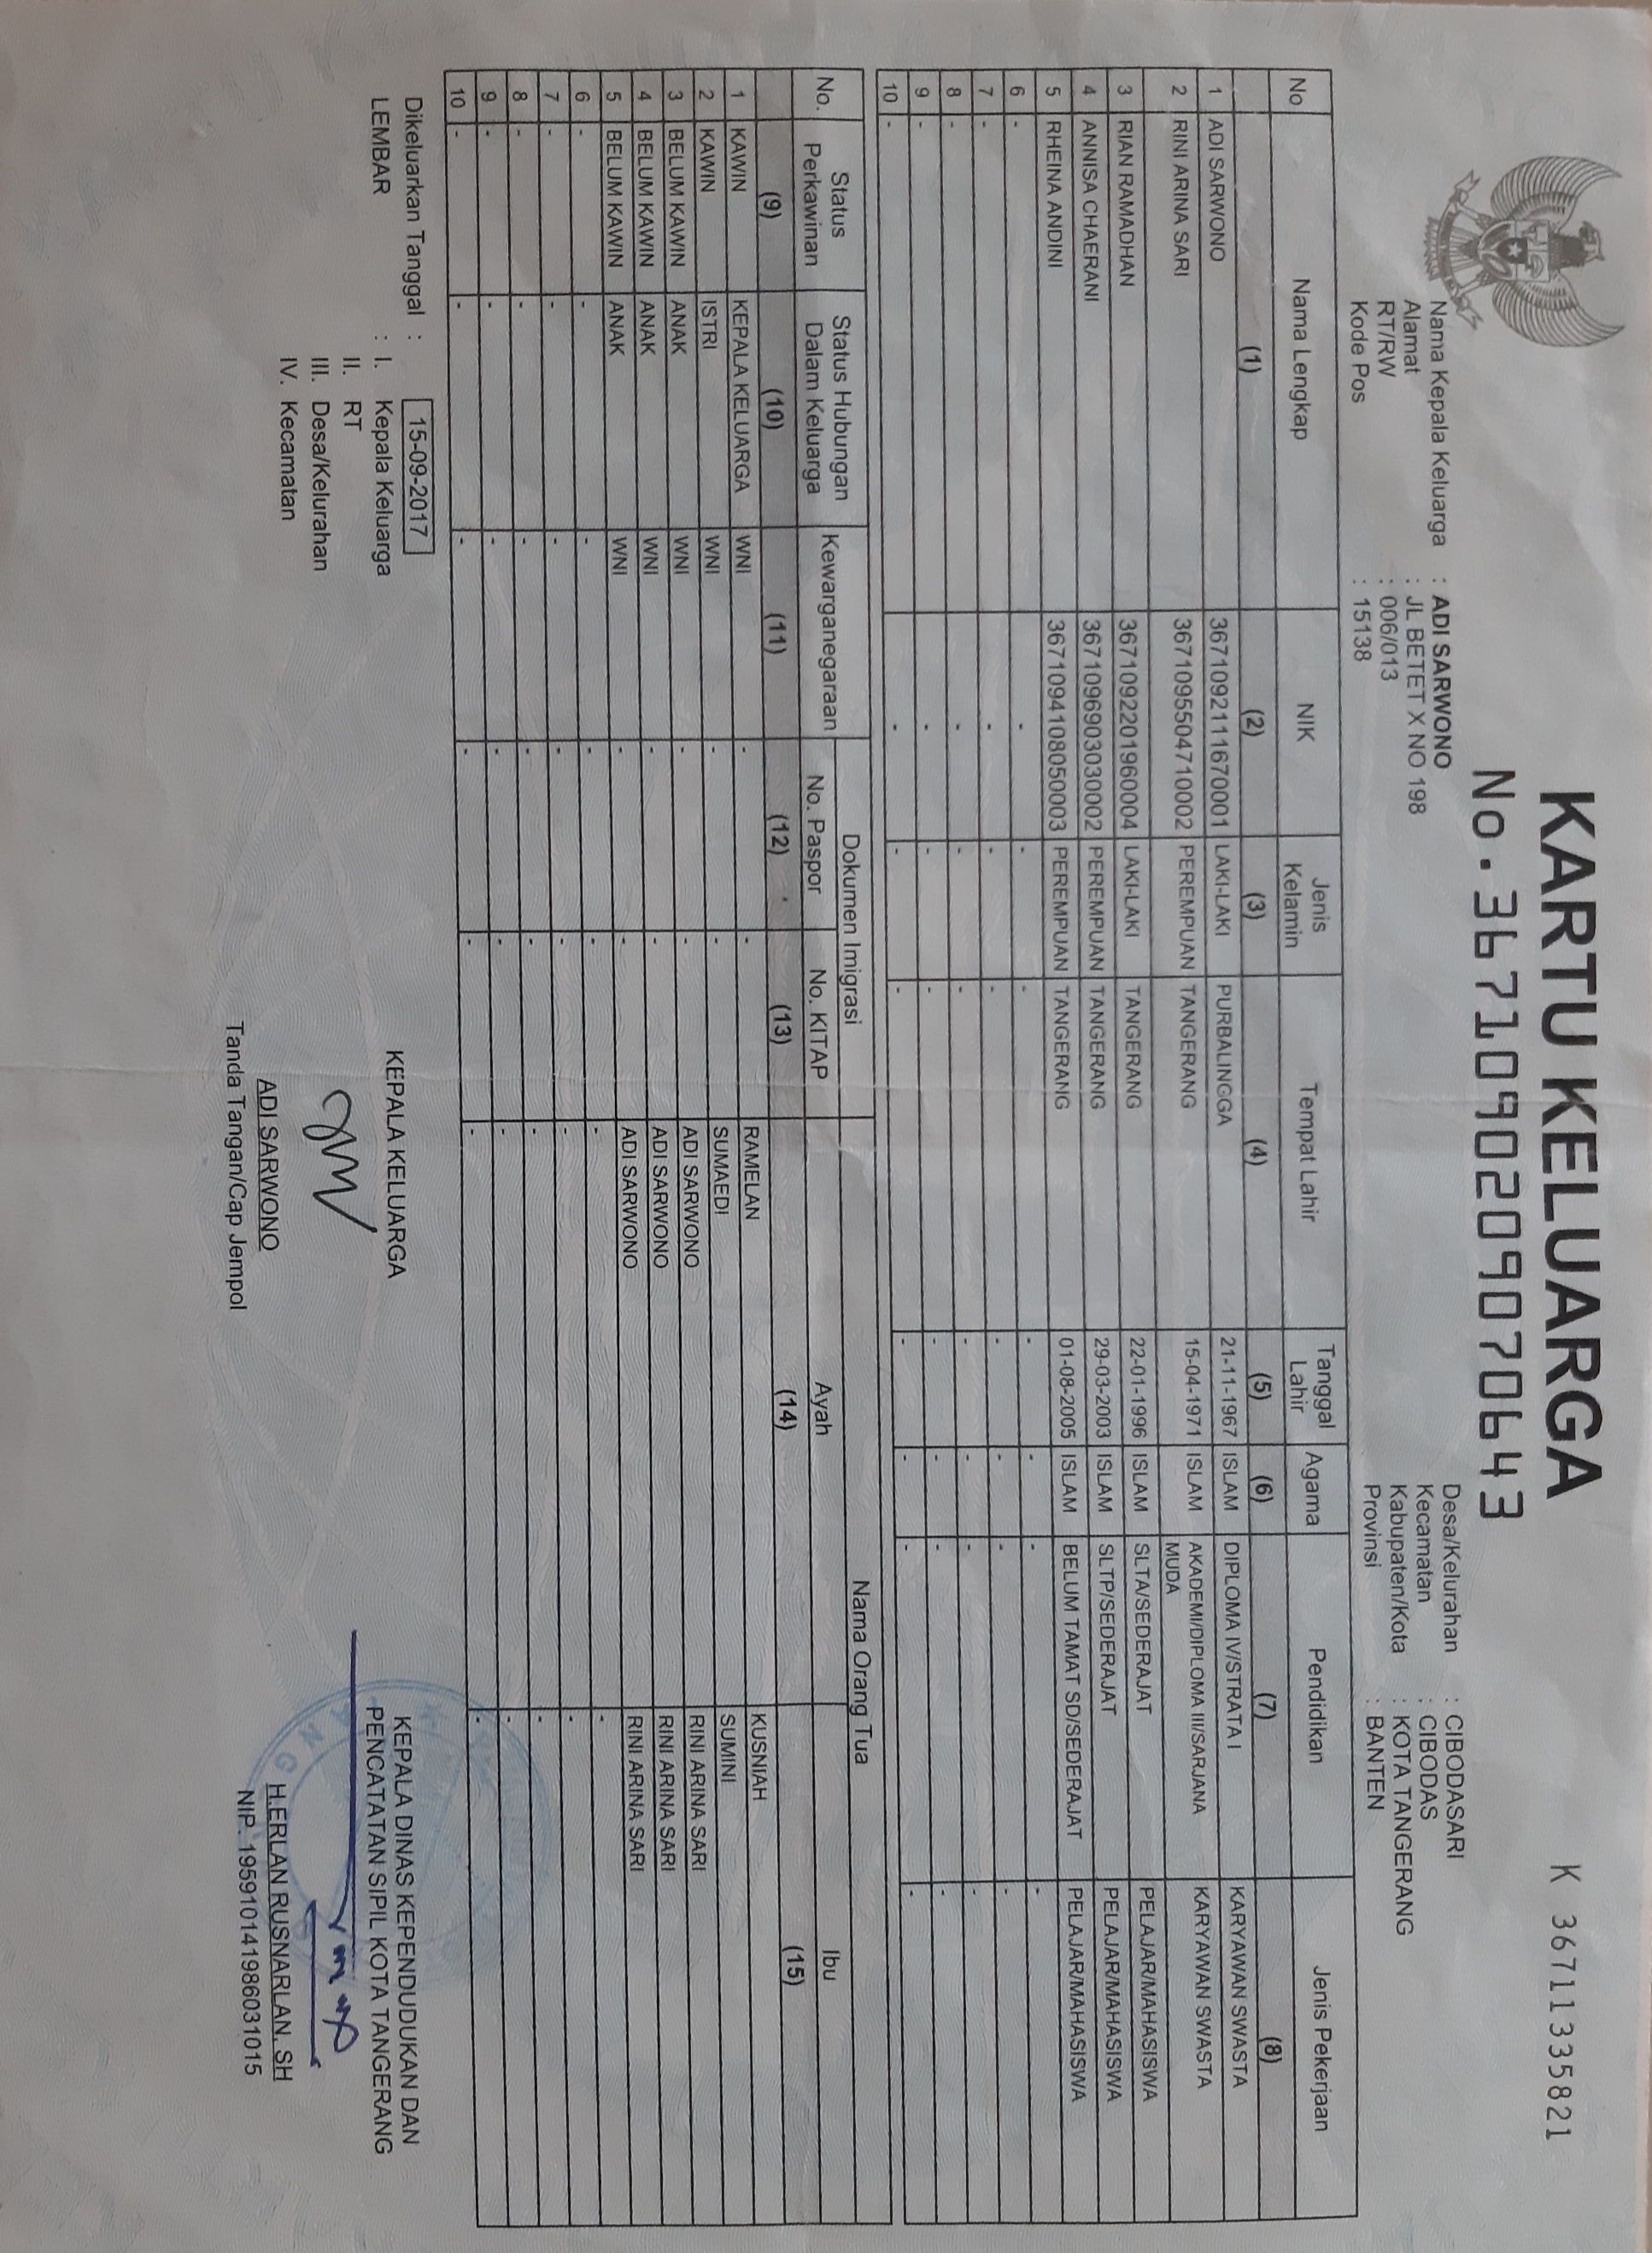 KARTU KELUARGA
K 36711335821
No. 3671090209070643
Nama Kepala Keluarga : ADI SARWONO
Alamat : JL BETET X NO 198
RT/RW : 006/013
Kode Pos : 15138
Desa/Kelurahan : CIBODASARI
Kecamatan : CIBODAS
Kabupaten/Kota : KOTA TANGERANG
Provinsi : BANTEN
No Nama Lengkap NIK Jenis Kelamin Tempat Lahir Tanggal Lahir Agama Pendidikan Jenis Pekerjaan
(1) (2) (3) (4) (5) (6) (7) (8)
1 ADI SARWONO 3671092111670001 LAKI-LAKI PURBALINGGA 21-11-1967 ISLAM DIPLOMA IV/STRATA I KARYAWAN SWASTA
2 RINI ARINA SARI 3671095504710002 PEREMPUAN TANGERANG 15-04-1971 ISLAM AKADEMI/DIPLOMA III/SARJANA MUDA KARYAWAN SWASTA
3 RIAN RAMADHAN 3671092201960004 LAKI-LAKI TANGERANG 22-01-1996 ISLAM SLTA/SEDERAJAT PELAJAR/MAHASISWA
4 ANNISA CHAERANI 3671096903030002 PEREMPUAN TANGERANG 29-03-2003 ISLAM SLTP/SEDERAJAT PELAJAR/MAHASISWA
5 RHEINA ANDINI 3671094108050003 PEREMPUAN TANGERANG 01-08-2005 ISLAM BELUM TAMAT SD/SEDERAJAT PELAJAR/MAHASISWA
6 - - - - - - - -
7 - - - - - - - -
8 - - - - - - - -
9 - - - - - - - -
10 - - - - - - - -
No. Status Perkawinan Status Hubungan Dalam Keluarga Kewarganegaraan Dokumen Imigrasi Nama Orang Tua
No. Paspor No. KITAP Ayah Ibu
(9) (10) (11) (12) (13) (14) (15)
1 KAWIN KEPALA KELUARGA WNI - - RAMELAN KUSNIAH
2 KAWIN ISTRI WNI - - SUMAEDI SUMINI
3 BELUM KAWIN ANAK WNI - - ADI SARWONO RINI ARINA SARI
4 BELUM KAWIN ANAK WNI - - ADI SARWONO RINI ARINA SARI
5 BELUM KAWIN ANAK WNI - - ADI SARWONO RINI ARINA SARI
6 - - - - - - -
7 - - - - - - -
8 - - - - - - -
9 - - - - - - -
10 - - - - - - -
Dikeluarkan Tanggal : 15-09-2017
LEMBAR : I. Kepala Keluarga
II. RT
III. Desa/Kelurahan
IV. Kecamatan
KEPALA KELUARGA
ADI SARWONO
Tanda Tangan/Cap Jempol
KEPALA DINAS KEPENDUDUKAN DAN
PENCATATAN SIPIL KOTA TANGERANG
H.ERLAN RUSNARLAN. SH
NIP. 195910141986031015